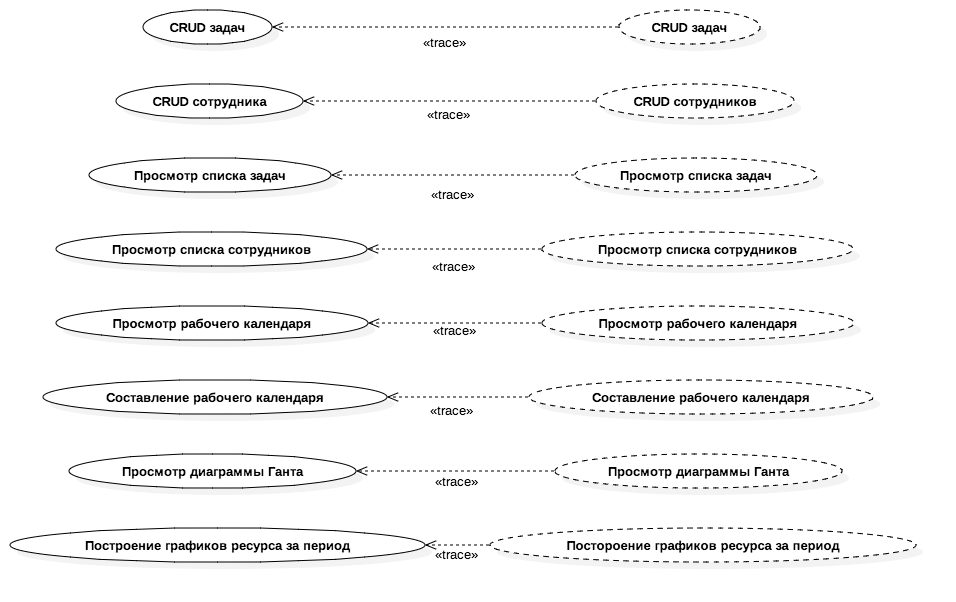 CRUD задач
CRUD задач
«trace»
CRUD сотрудника
CRUD сотрудников
«trace»
Просмотр списка задач
Просмотр списка задач
«trace»
Просмотр списка сотрудников
Просмотр списка сотрудников
«trace»
Просмотр рабочего календаря
Просмотр рабочего календаря
«trace»
Составление рабочего календаря
Составление рабочего календаря
«trace»
Просмотр диаграммы Ганта
Просмотр диаграммы Ганта
«trace»
Построение графиков ресурса за период
Постороение графиков ресурса за период
«trace»